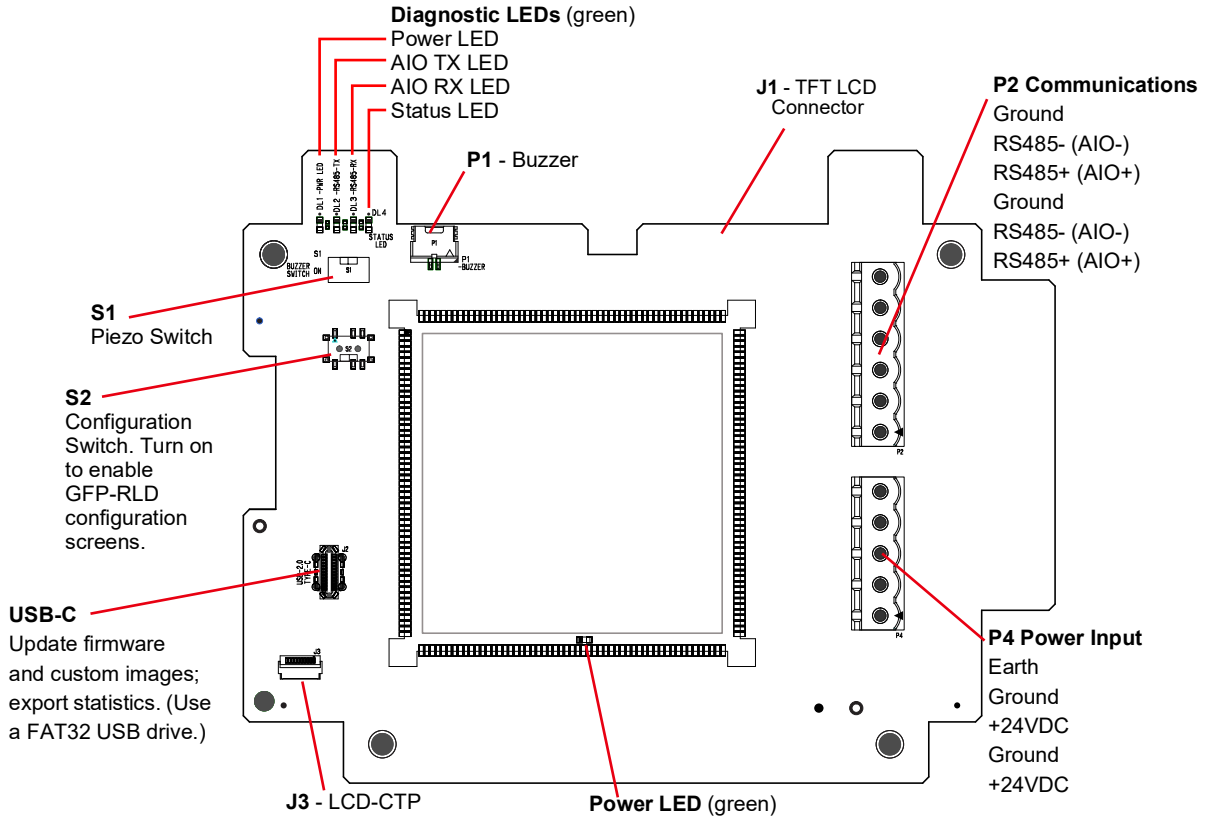 Diagnostic LEDs (green)
Power LED
AIO TX LED
AIO RX LED
Status LED
J1 - TFT LCD
Connector
P2 Communications
Ground
RS485- (AIO-)
RS485+ (AIO+)
Ground
RS485- (AIO-)
RS485+ (AIO+)
P1 - Buzzer
DL1-PWR LED
DL2-RS485-TX
DL3-RS485-RX
DL4
STATUS
LED
P1
P1
-BUZZER
S1
BUZZER
SWITCH ON
S1
S1
Piezo Switch
S2
S2
Configuration
Switch. Turn on
to enable
GFP-RLD
configuration
screens.
P2
J2
USB-2.0
TYPE-C
USB-C
Update firmware
and custom images;
export statistics. (Use
a FAT32 USB drive.)
J3
P4
P4 Power Input
Earth
Ground
+24VDC
Ground
+24VDC
J3 - LCD-CTP
Power LED (green)